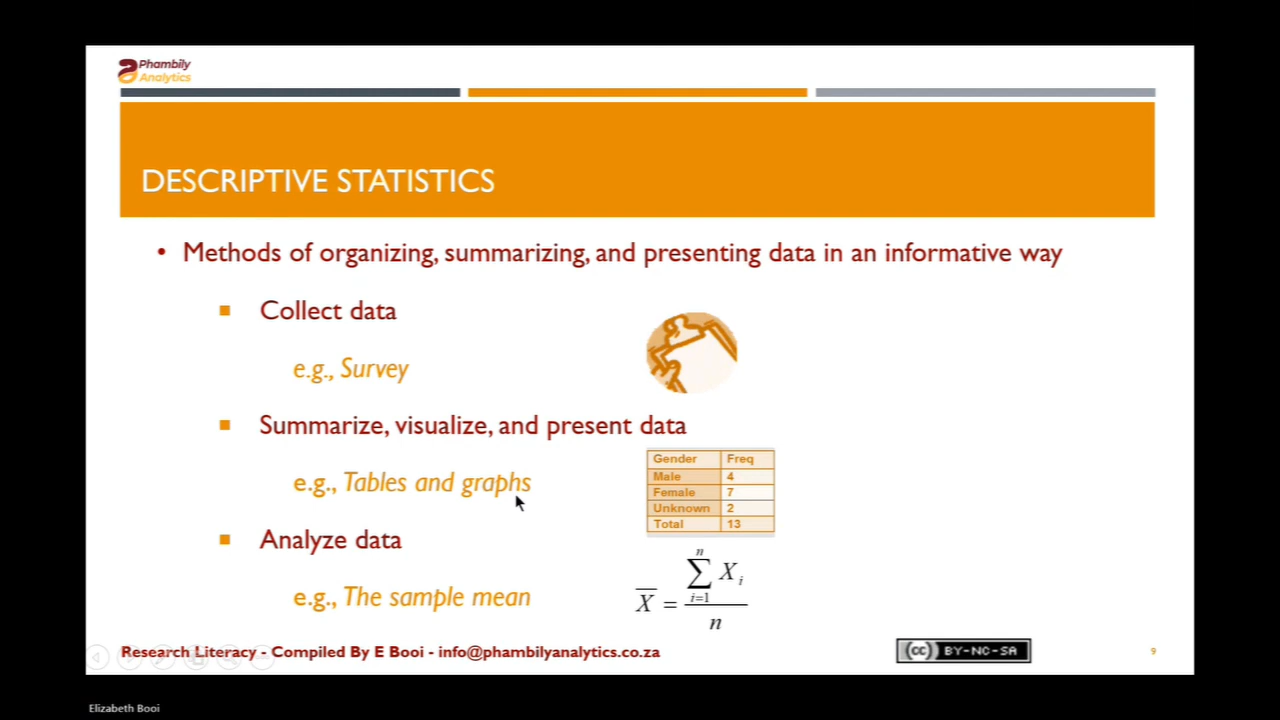 Phambily
Analytics
DESCRIPTIVE STATISTICS
• Methods of organizing, summarizing, and presenting data in an informative way
▪ Collect data
e.g., Survey
▪ Summarize, visualize, and present data
e.g., Tables and graphs
Gender Freq
Male 4
Female 7
Unknown 2
Total 13
▪ Analyze data
e.g., The sample mean
X̅ = ∑ᵢ₌₁ⁿ Xᵢ / n
Research Literacy - Compiled By E Booi - info@phambilyanalytics.co.za
(cc) BY-NC-SA
9
Elizabeth Booi